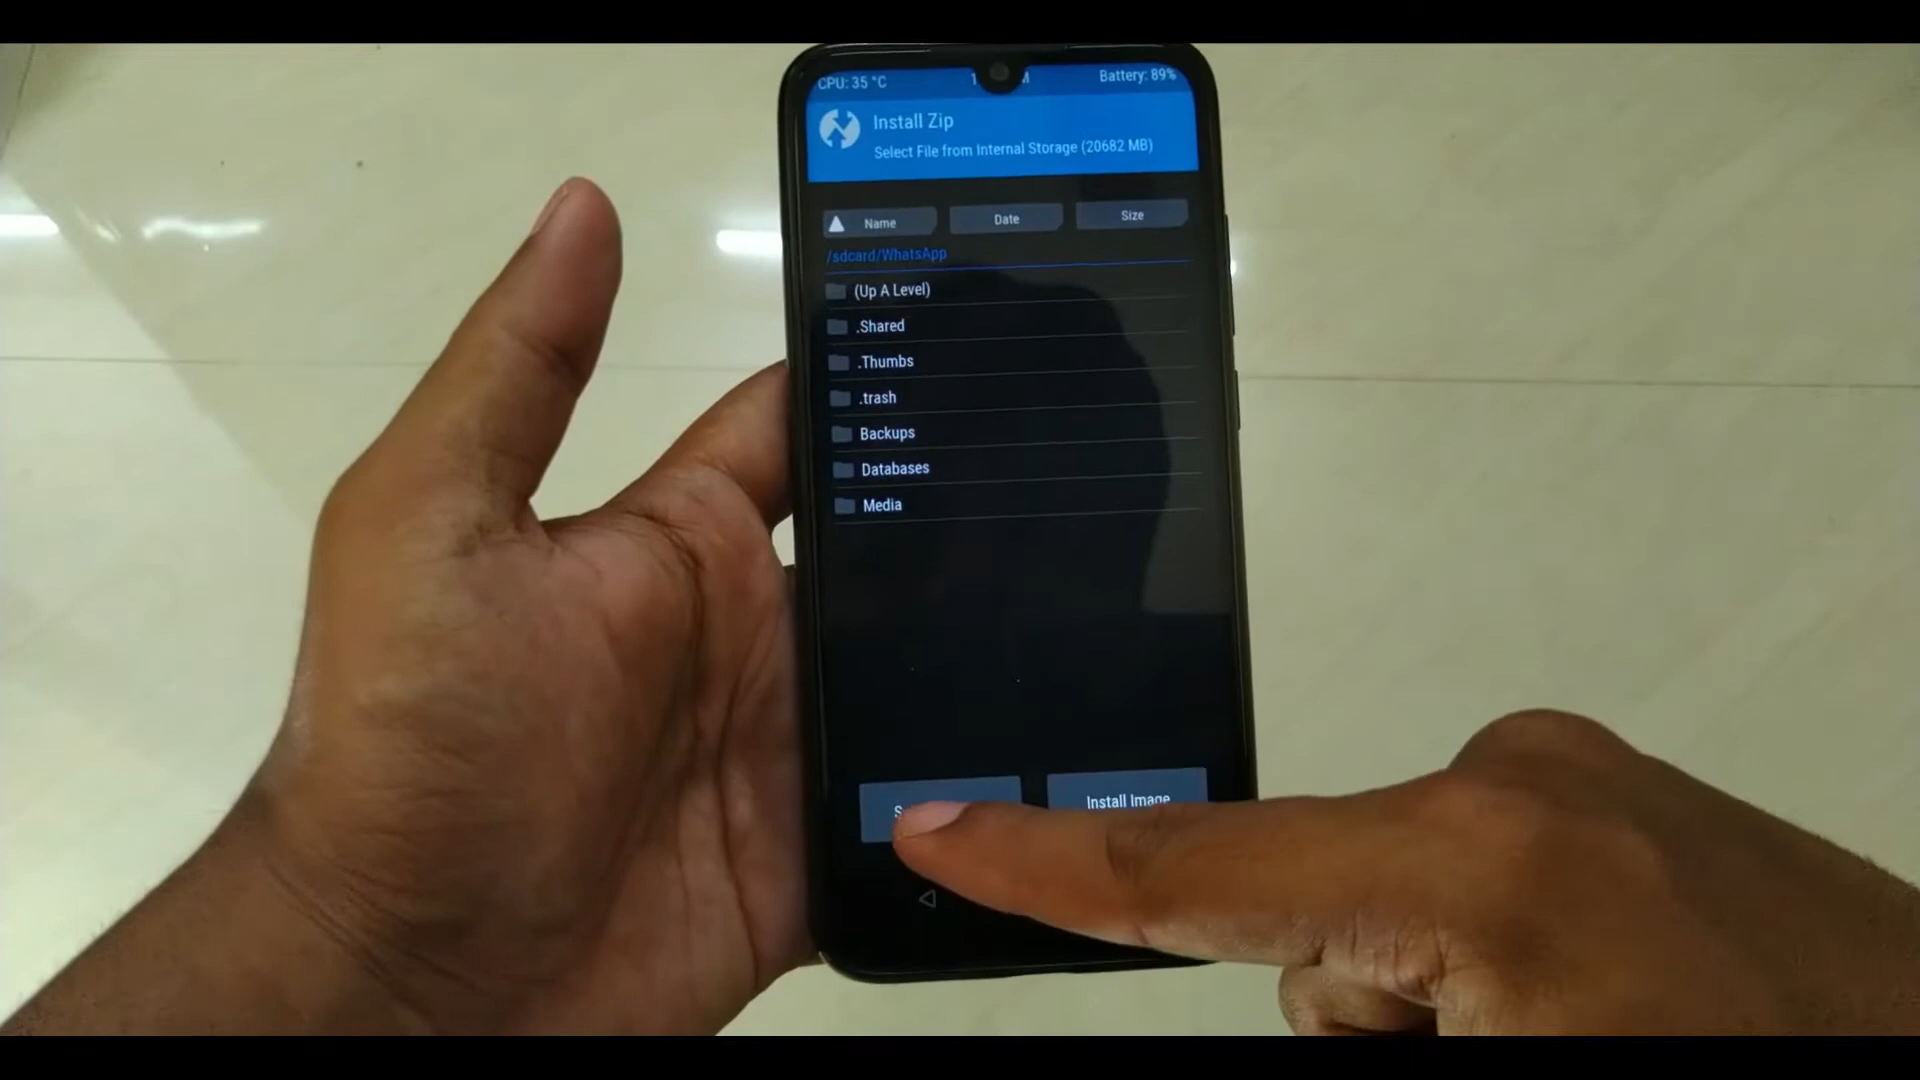 CPU: 35 °C
Battery: 89%
Install Zip
Select File from Internal Storage (20682 MB)
Name
Date
Size
/sdcard/WhatsApp
(Up A Level)
.Shared
.Thumbs
.trash
Backups
Databases
Media
Install Image